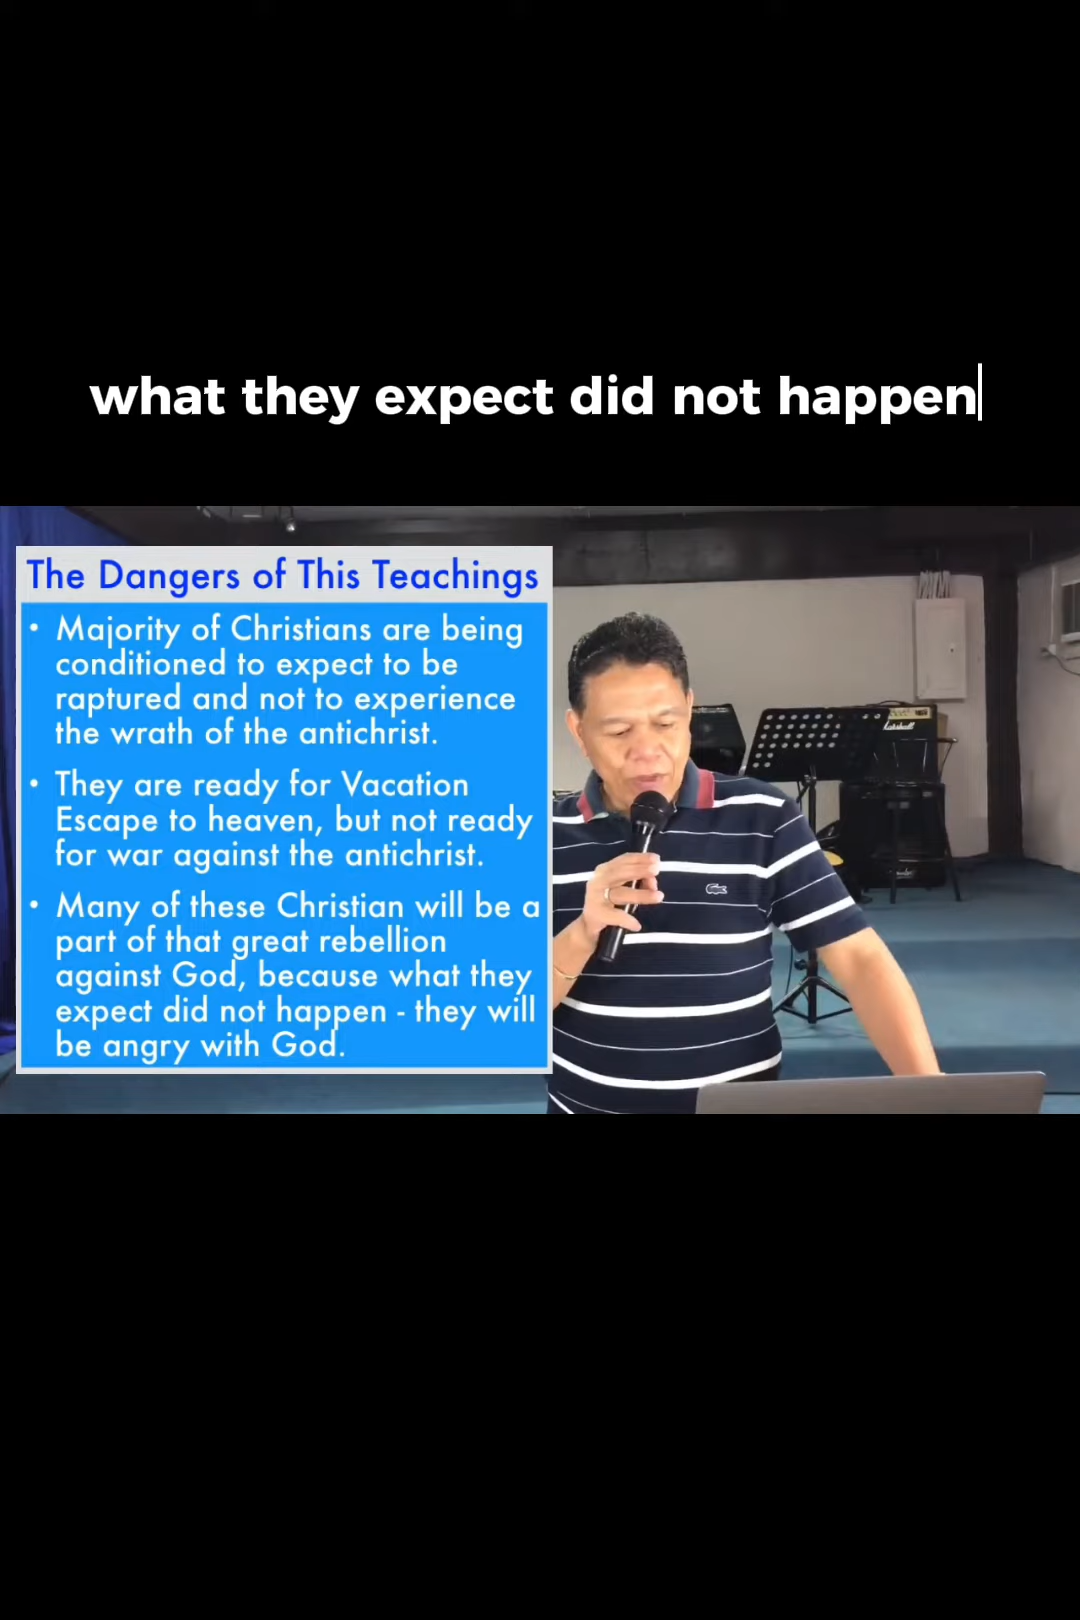 what they expect did not happen
The Dangers of This Teachings
• Majority of Christians are being
conditioned to expect to be
raptured and not to experience
the wrath of the antichrist.
• They are ready for Vacation
Escape to heaven, but not ready
for war against the antichrist.
• Many of these Christian will be a
part of that great rebellion
against God, because what they
expect did not happen - they will
be angry with God.
Marshall